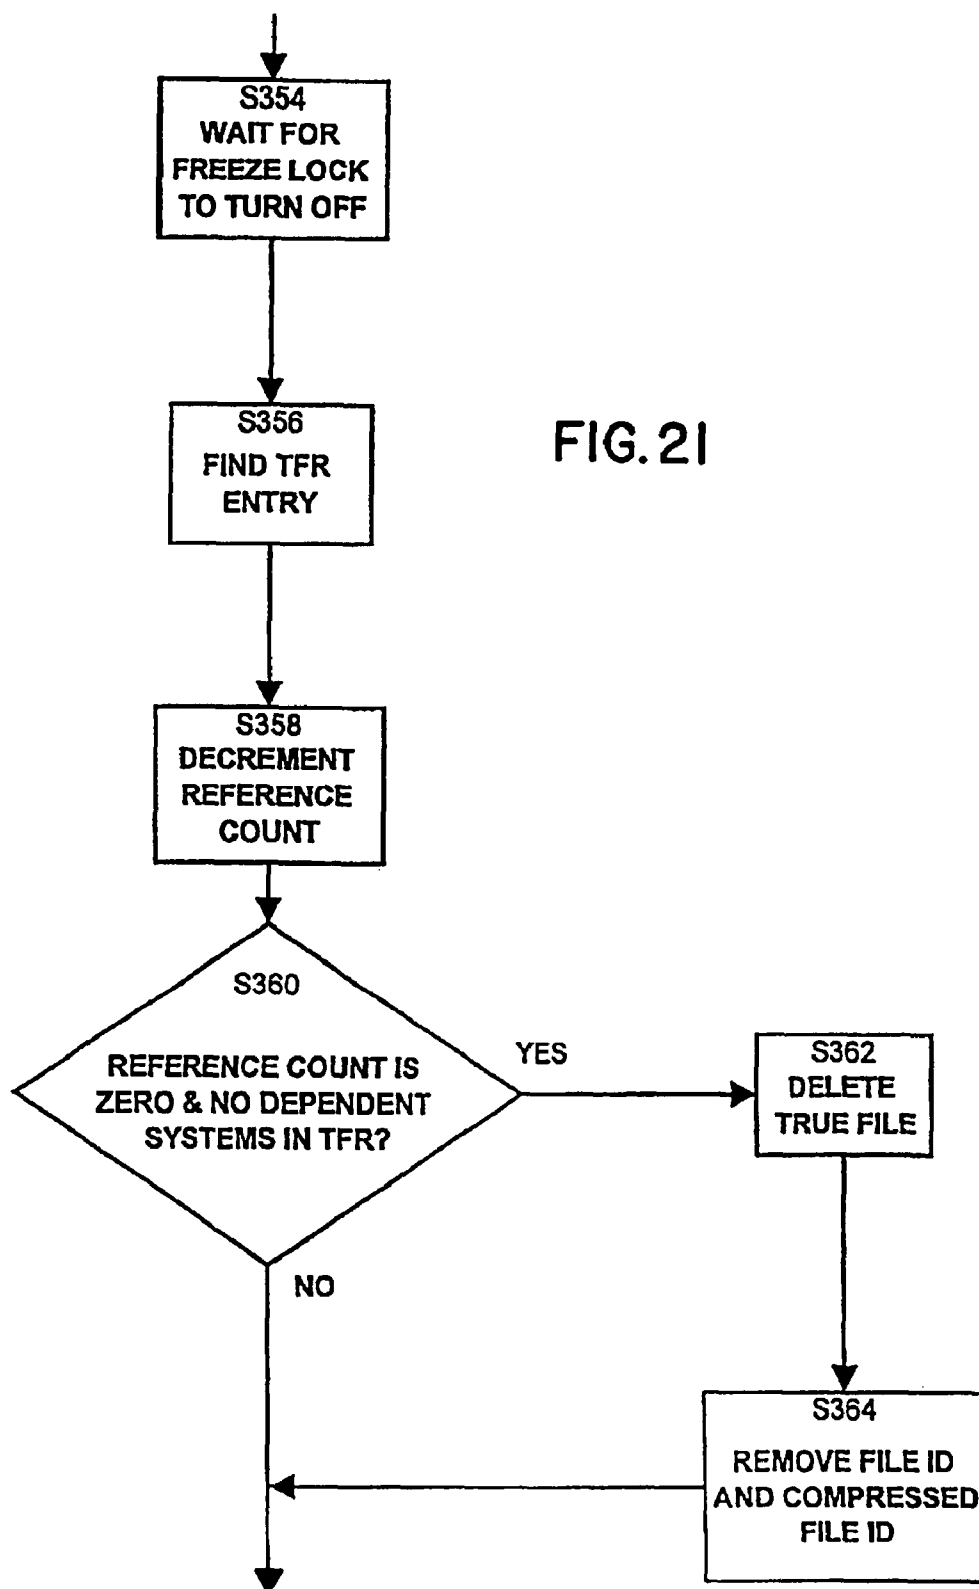 S354
WAIT FOR
FREEZE LOCK
TO TURN OFF
S356
FIND TFR
ENTRY
FIG. 21
S358
DECREMENT
REFERENCE
COUNT
S360
REFERENCE COUNT IS
ZERO & NO DEPENDENT
SYSTEMS IN TFR?
YES
S362
DELETE
TRUE FILE
NO
S364
REMOVE FILE ID
AND COMPRESSED
FILE ID